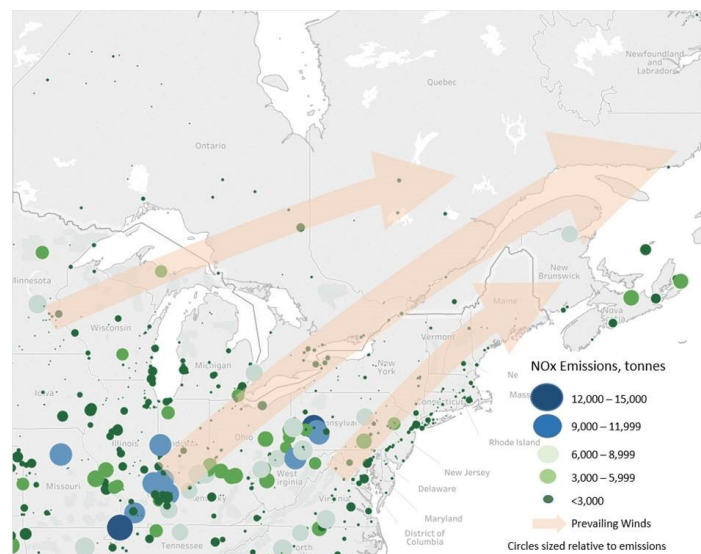 Newfoundland
and
Labrador
Quebec
Ontario
Minnesota
New
Brunswick
Maine
Nova
Wisconsin
Vermont
Michigan
New
York
NOx Emissions, tonnes
Ne
Mass
Iowa
Connecticut
12,000 – 15,000
Rhode Island
9,000 – 11,999
Illinois
Ohio
6,000 – 8,999
West
Virginia
New Jersey
3,000 – 5,999
Missouri
Virginia
Delaware
<3,000
Maryland
Prevailing Winds
Tennessee
District of
Columbia
Circles sized relative to emissions